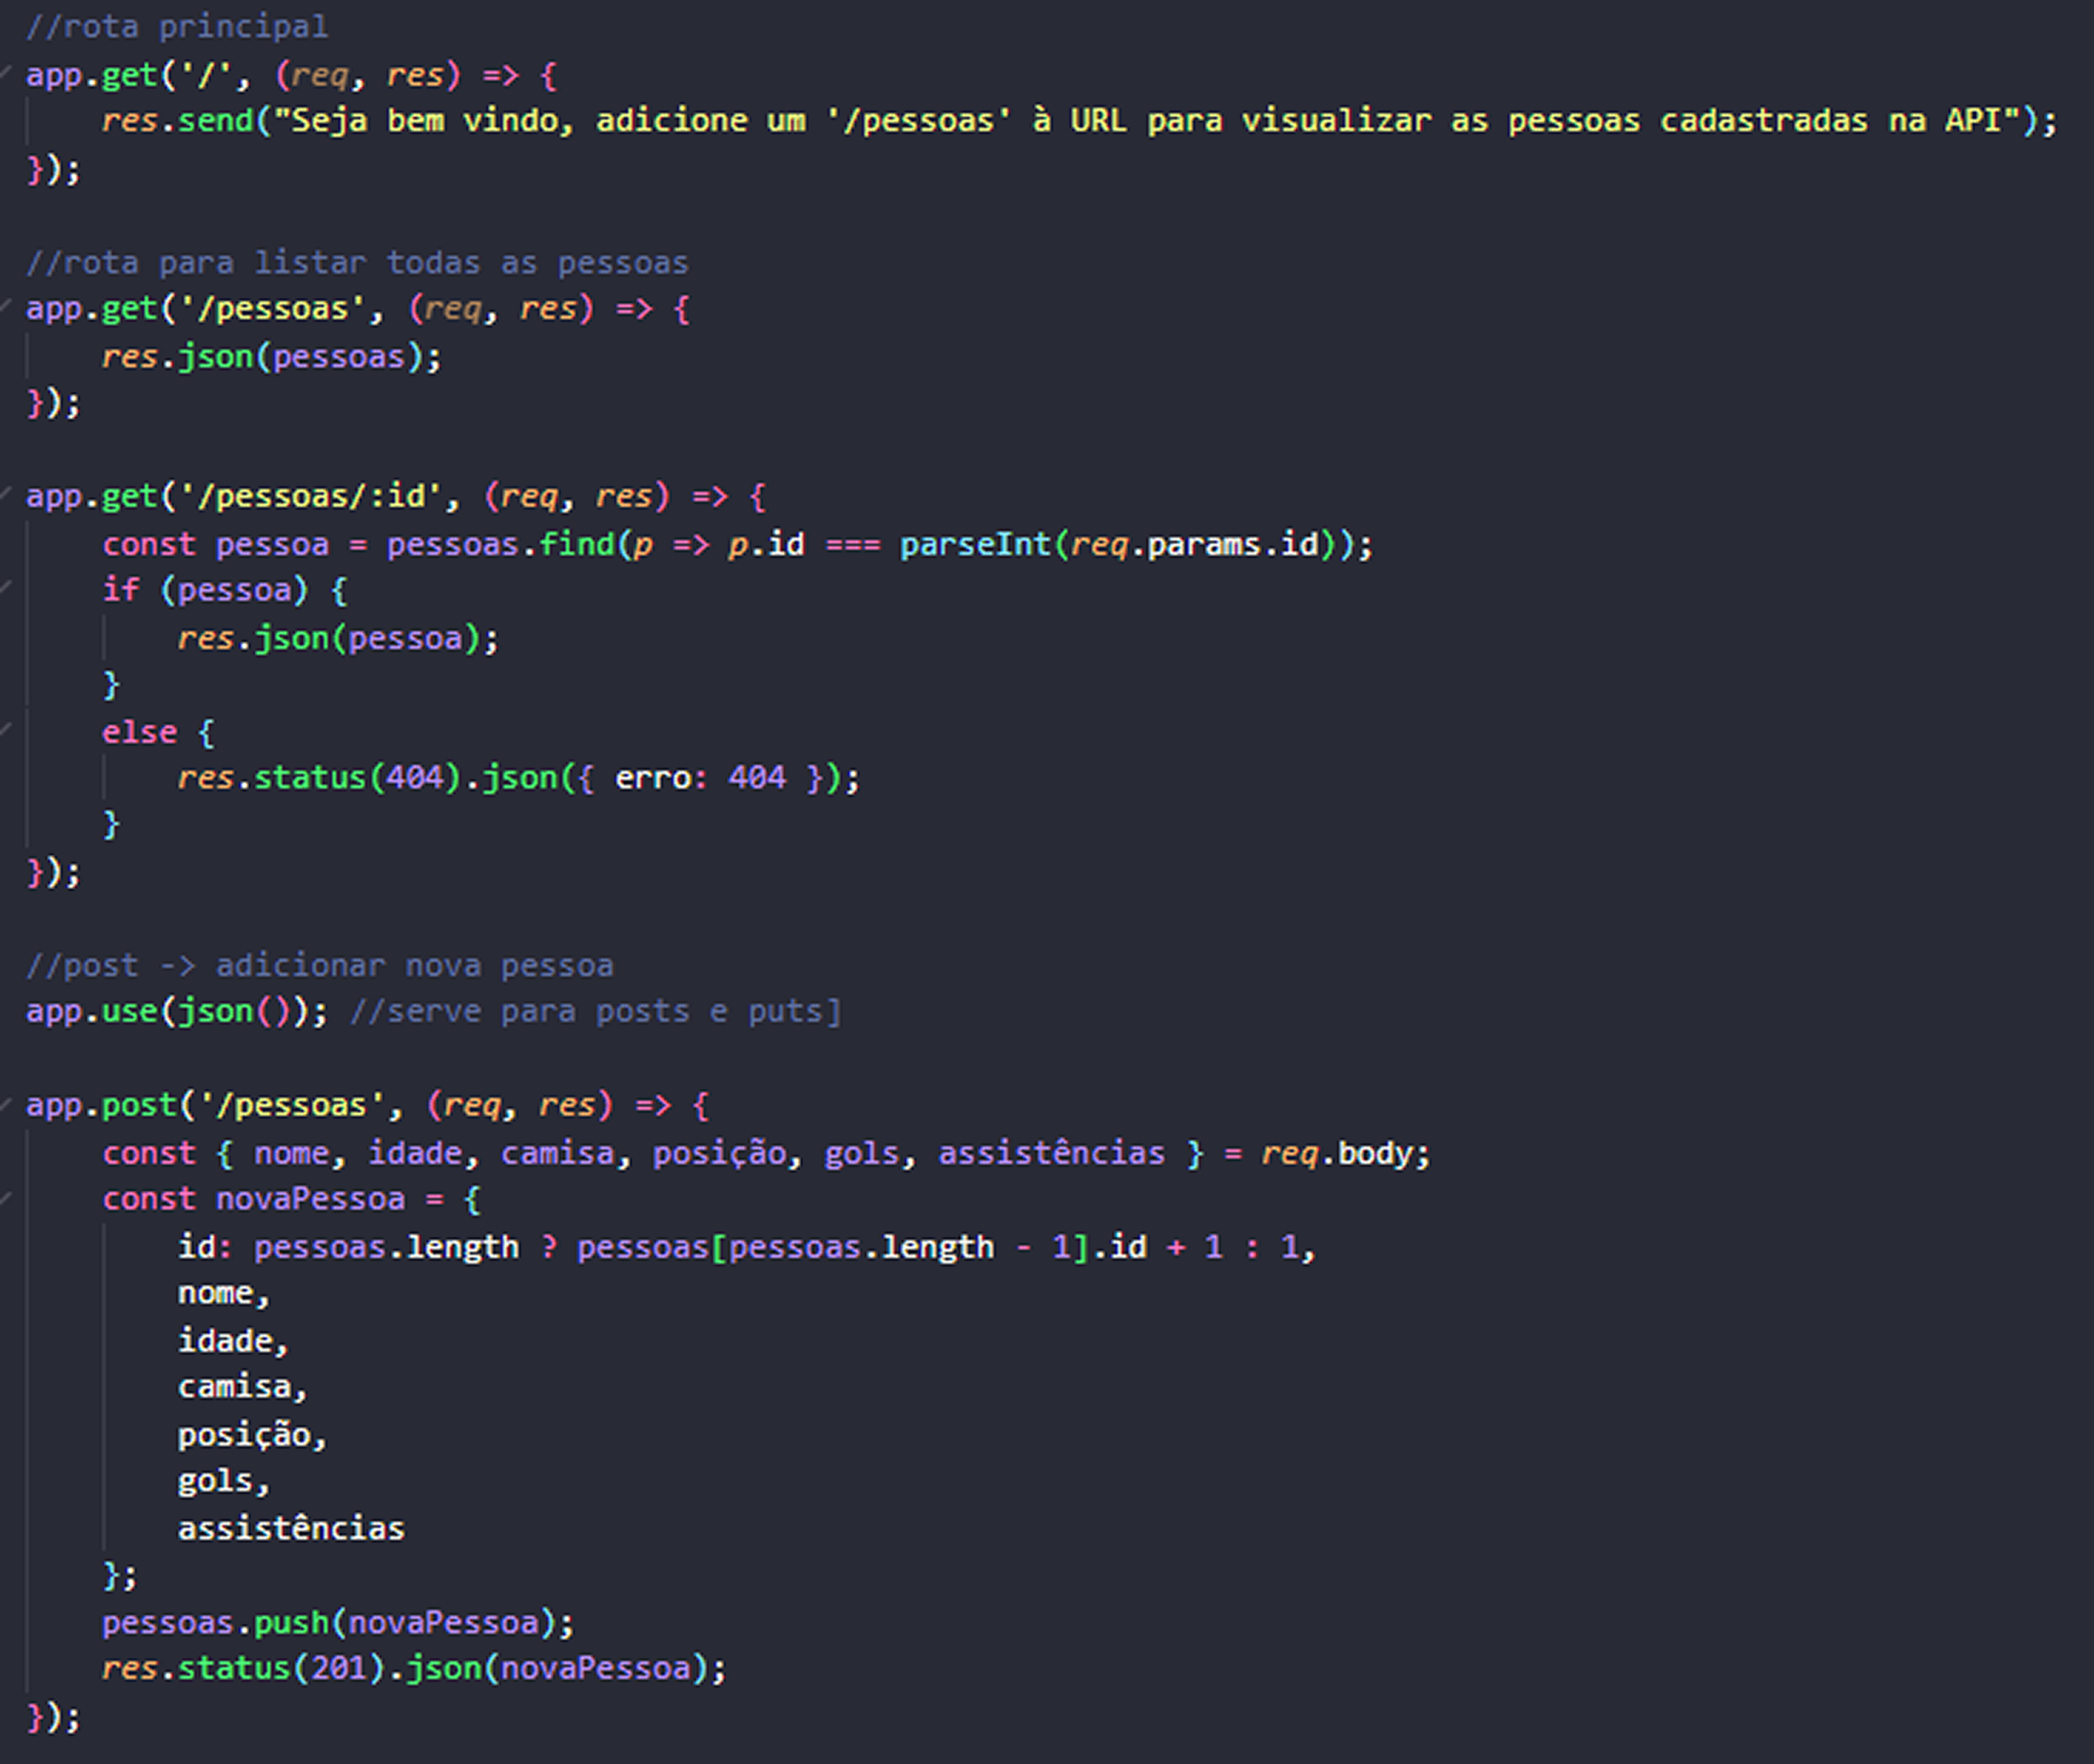 //rota principal
app.get('/', (req, res) => {
    res.send("Seja bem vindo, adicione um '/pessoas' à URL para visualizar as pessoas cadastradas na API");
});

//rota para listar todas as pessoas
app.get('/pessoas', (req, res) => {
    res.json(pessoas);
});

app.get('/pessoas/:id', (req, res) => {
    const pessoa = pessoas.find(p => p.id === parseInt(req.params.id));
    if (pessoa) {
        res.json(pessoa);
    }
    else {
        res.status(404).json({ erro: 404 });
    }
});

//post -> adicionar nova pessoa
app.use(json()); //serve para posts e puts]

app.post('/pessoas', (req, res) => {
    const { nome, idade, camisa, posição, gols, assistências } = req.body;
    const novaPessoa = {
        id: pessoas.length ? pessoas[pessoas.length - 1].id + 1 : 1,
        nome,
        idade,
        camisa,
        posição,
        gols,
        assistências
    };
    pessoas.push(novaPessoa);
    res.status(201).json(novaPessoa);
});